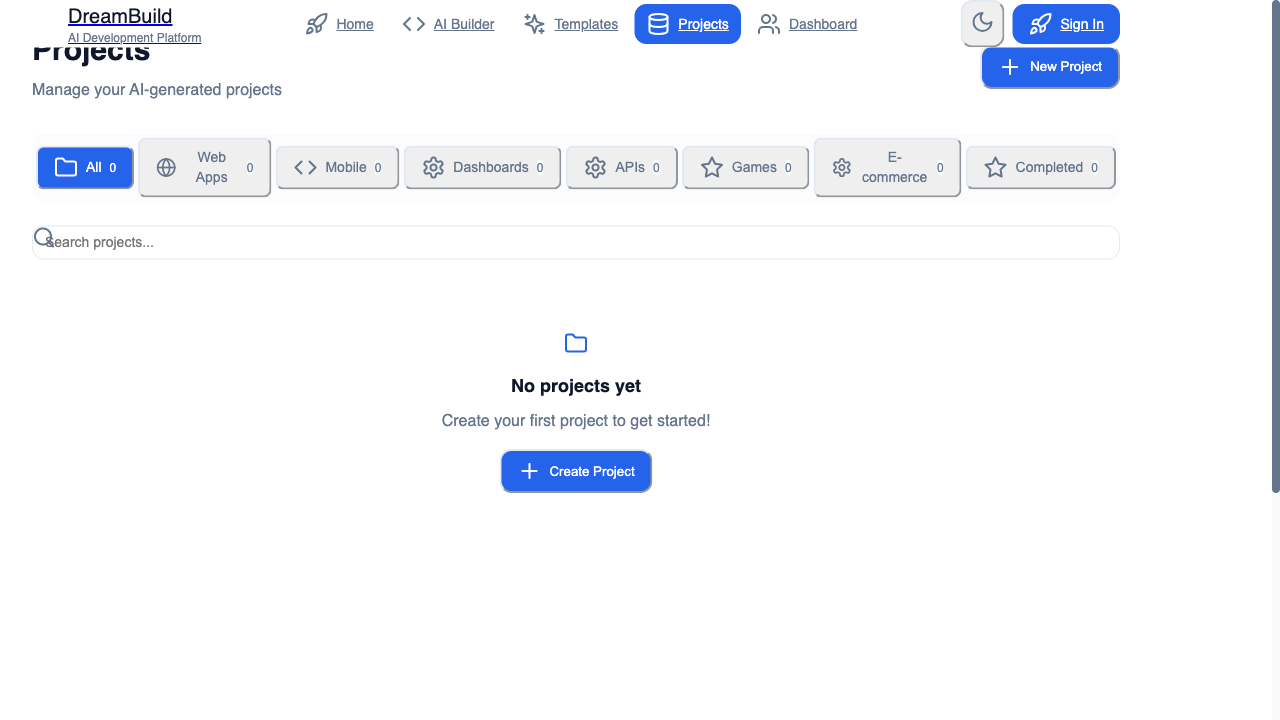 DreamBuild
AI Development Platform
Home
AI Builder
Templates
Projects
Dashboard
Sign In
Projects
New Project
Manage your AI-generated projects
All 0
Web
Apps
0
Mobile 0
Dashboards 0
APIs 0
Games 0
E-
commerce
0
Completed 0
Search projects...
No projects yet
Create your first project to get started!
Create Project